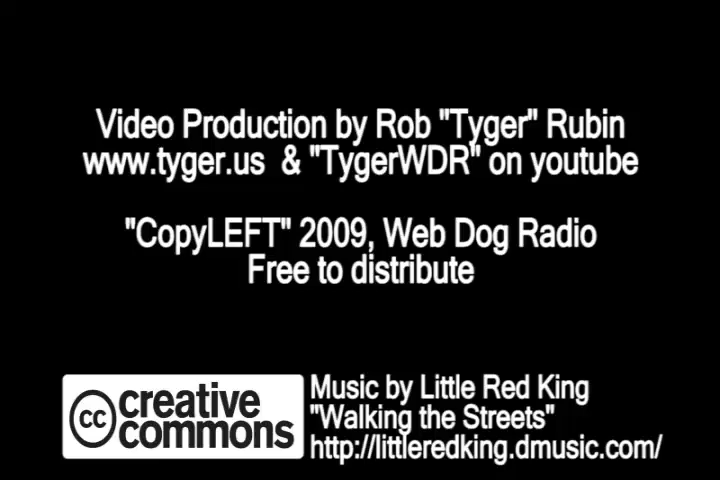 Video Production by Rob "Tyger" Rubin
www.tyger.us & "TygerWDR" on youtube
"CopyLEFT" 2009, Web Dog Radio
Free to distribute
cc creative commons
Music by Little Red King
"Walking the Streets"
http://littleredking.dmusic.com/